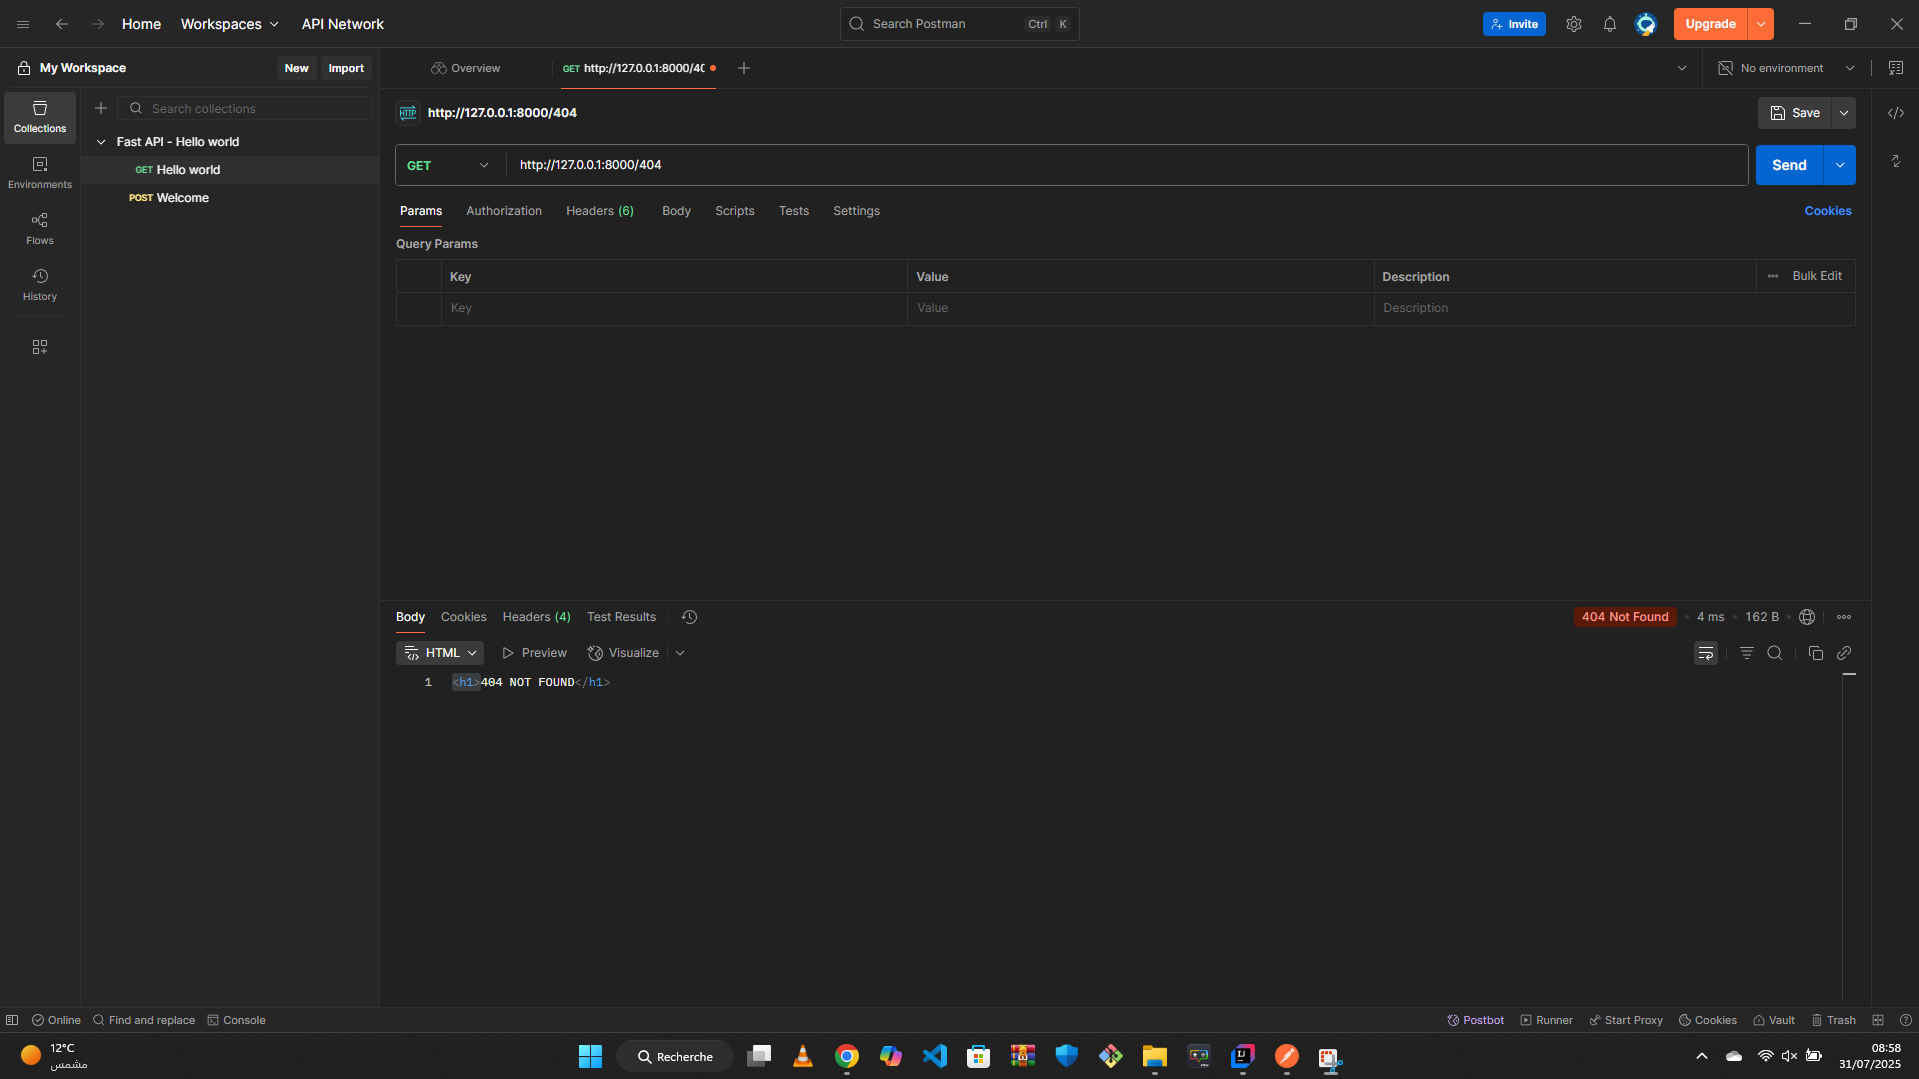 Home
Workspaces
API Network
Search Postman
Ctrl
K
Invite
Upgrade
My Workspace
New
Import
Overview
GET http://127.0.0.1:8000/40
No environment
Collections
Environments
Flows
History
Search collections
Fast API - Hello world
GET Hello world
POST Welcome
HTTP http://127.0.0.1:8000/404
Save
GET
http://127.0.0.1:8000/404
Send
Params
Authorization
Headers (6)
Body
Scripts
Tests
Settings
Cookies
Query Params
Key
Value
Description
Bulk Edit
Key
Value
Description
Body
Cookies
Headers (4)
Test Results
404 Not Found
4 ms
162 B
HTML
Preview
Visualize
1
<h1>404 NOT FOUND</h1>
Online
Find and replace
Console
Postbot
Runner
Start Proxy
Cookies
Vault
Trash
12°C
مشمس
Recherche
08:58
31/07/2025